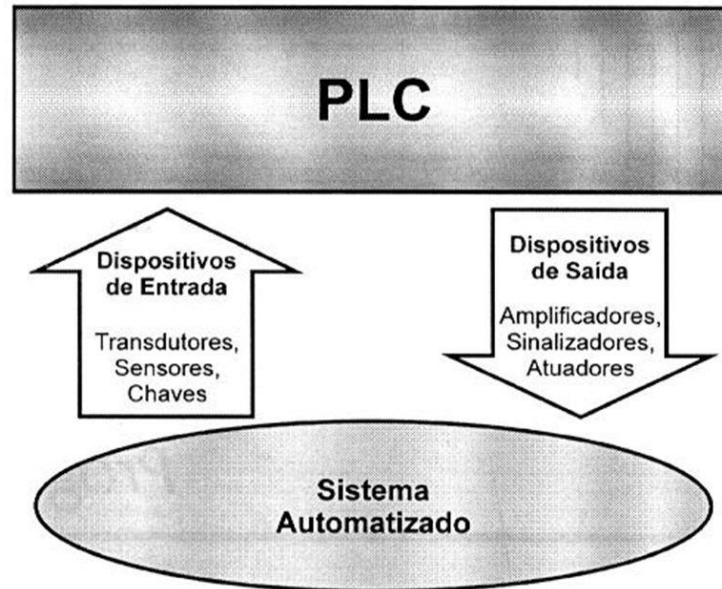 PLC
Dispositivos
de Entrada
Transdutores,
Sensores,
Chaves
Dispositivos
de Saída
Amplificadores,
Sinalizadores,
Atuadores
Sistema
Automatizado